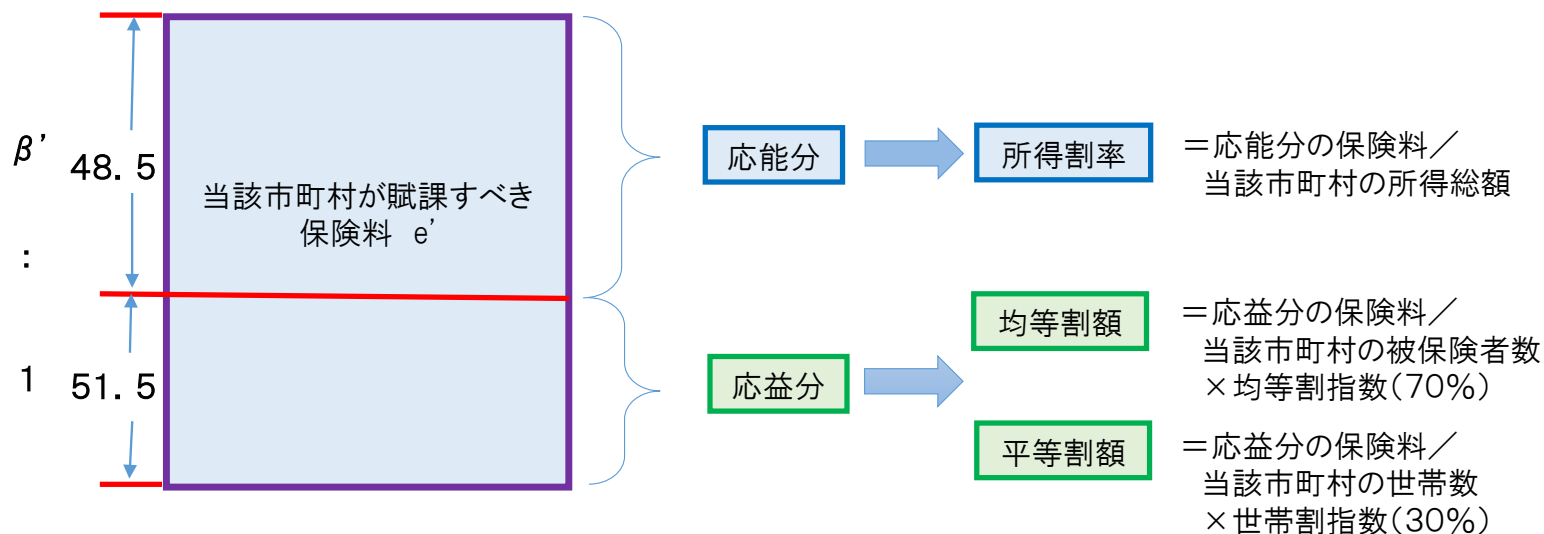 β’
48.5
:
1
51.5
当該市町村が賦課すべき
保険料 e’
応能分
所得割率
＝応能分の保険料／
当該市町村の所得総額
応益分
均等割額
＝応益分の保険料／
当該市町村の被保険者数
×均等割指数(70%)
平等割額
＝応益分の保険料／
当該市町村の世帯数
×世帯割指数(30%)